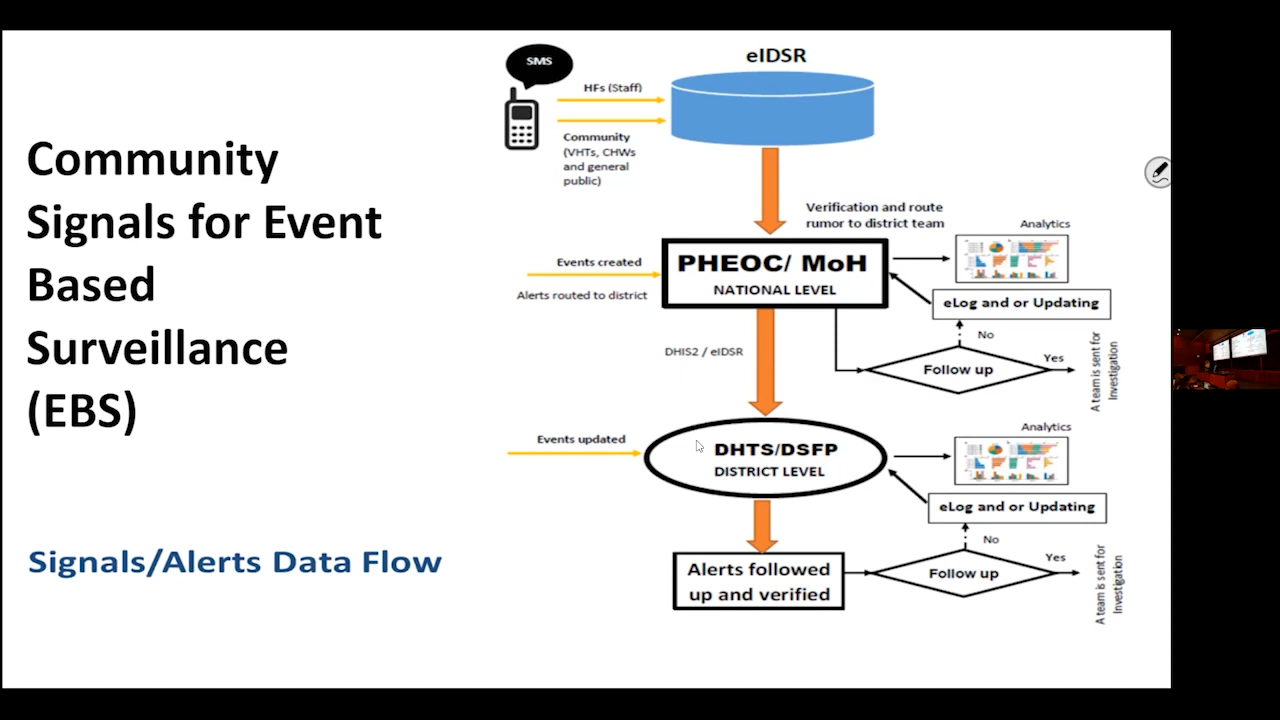 Community
Signals for Event
Based
Surveillance
(EBS)
Signals/Alerts Data Flow
SMS
eIDSR
HFs (Staff)
Community
(VHTs, CHWs
and general
public)
Verification and route
rumor to district team
Analytics
Events created
PHEOC/ MoH
NATIONAL LEVEL
Alerts routed to district
eLog and or Updating
No
DHIS2 / eIDSR
Follow up
Yes
A team is sent for
Investigation
Events updated
DHTS/DSFP
DISTRICT LEVEL
Analytics
eLog and or Updating
No
Alerts followed
up and verified
Follow up
Yes
A team is sent for
Investigation